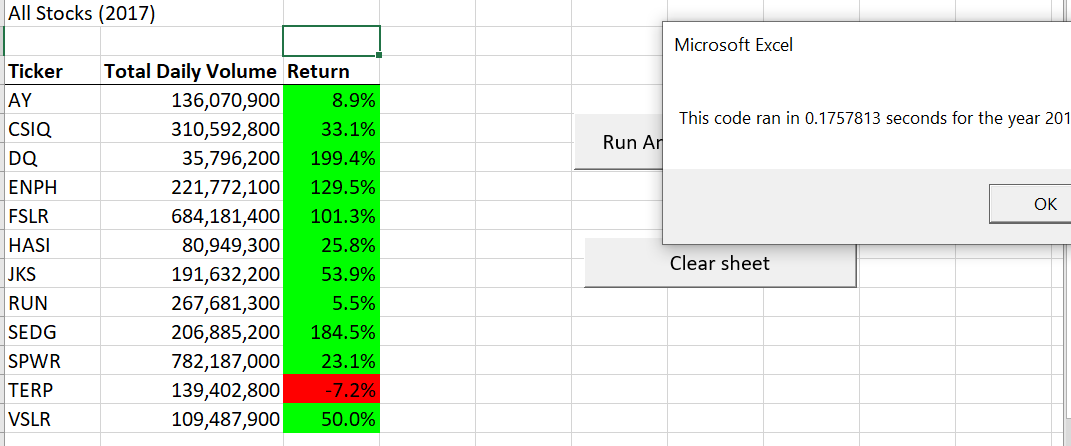 All Stocks (2017)
Ticker Total Daily Volume Return
AY 136,070,900 8.9%
CSIQ 310,592,800 33.1%
DQ 35,796,200 199.4%
ENPH 221,772,100 129.5%
FSLR 684,181,400 101.3%
HASI 80,949,300 25.8%
JKS 191,632,200 53.9%
RUN 267,681,300 5.5%
SEDG 206,885,200 184.5%
SPWR 782,187,000 23.1%
TERP 139,402,800 -7.2%
VSLR 109,487,900 50.0%
Microsoft Excel
This code ran in 0.1757813 seconds for the year 201
OK
Run
Clear sheet